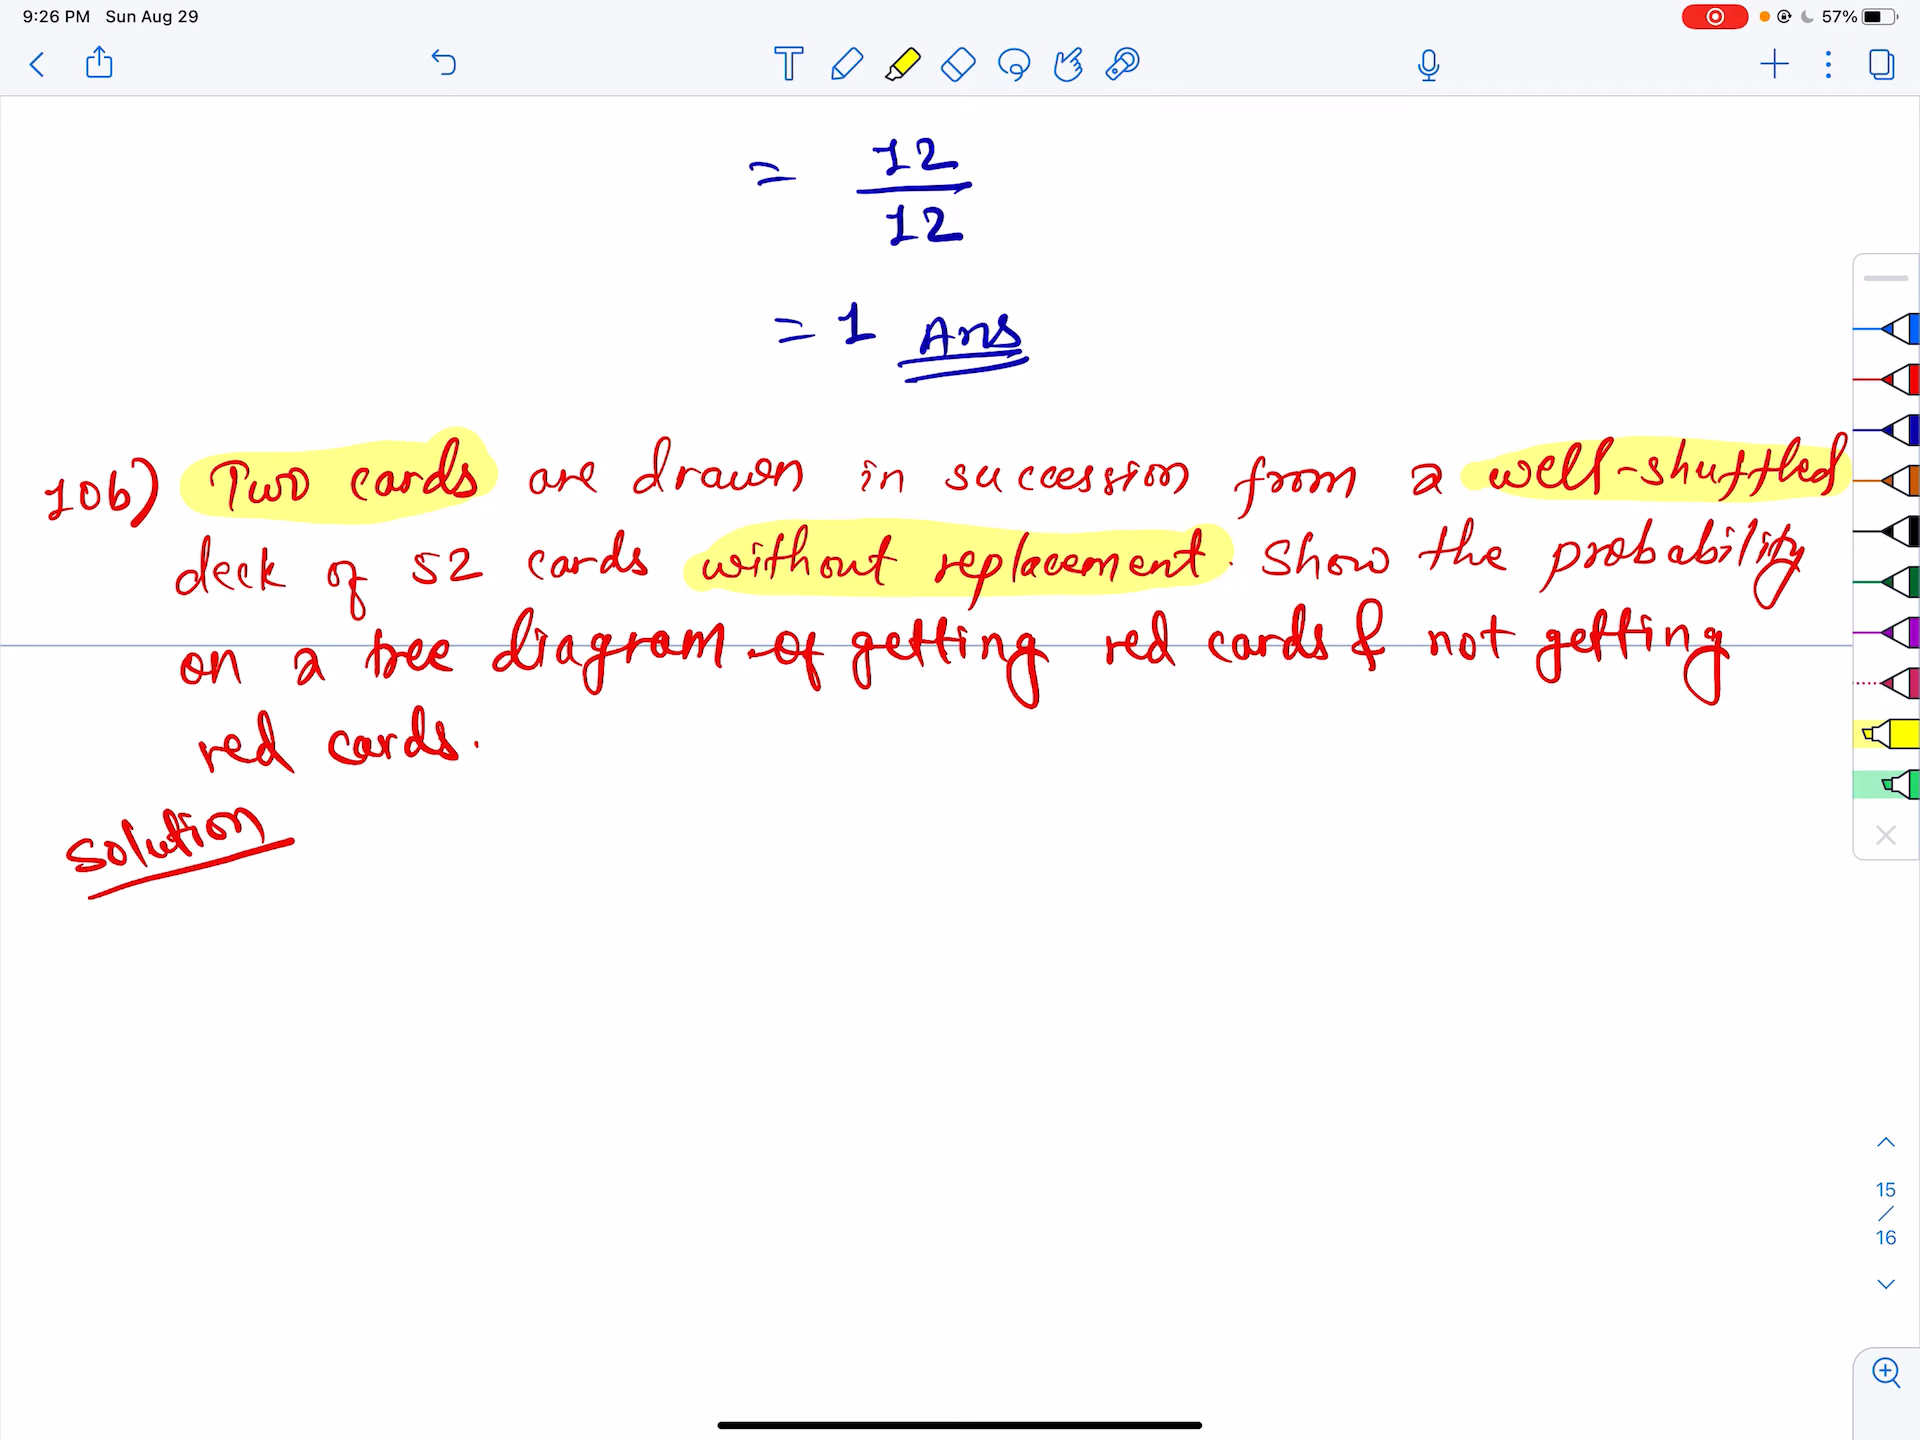 9:26 PM Sun Aug 29
57%
= 12/12
= 1 Ans
10b) Two cards are drawn in succession from a well-shuffled
deck of 52 cards without replacement. Show the probability
on a tree diagram of getting red cards & not getting
red cards.
Solution
15
/
16